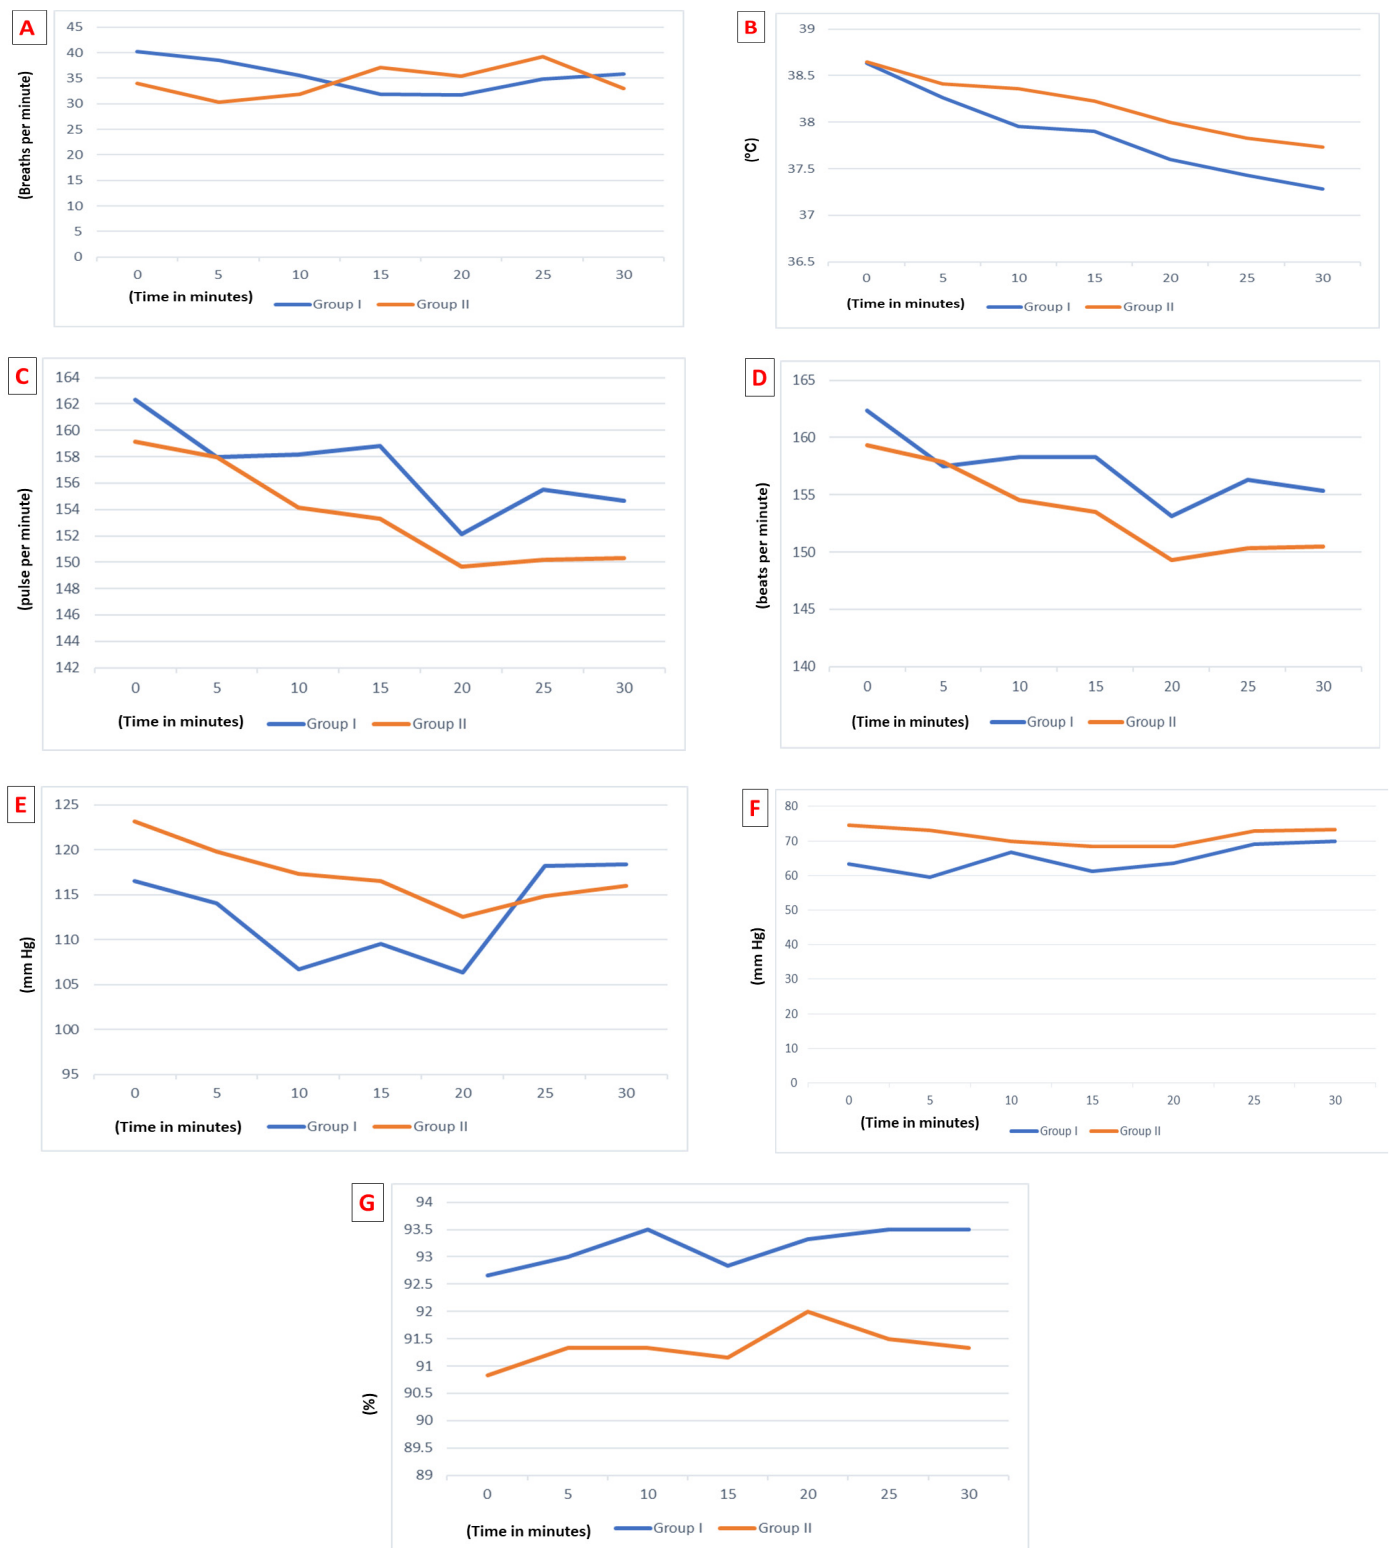 A
45
40
35
30
25
20
15
10
5
0
(Breaths per minute)
0 5 10 15 20 25 30
(Time in minutes) Group I Group II
B
39
38.5
38
37.5
37
36.5
(ºC)
0 5 10 15 20 25 30
(Time in minutes) Group I Group II
C
164
162
160
158
156
154
152
150
148
146
144
142
(pulse per minute)
0 5 10 15 20 25 30
(Time in minutes) Group I Group II
D
165
160
155
150
145
140
(beats per minute)
0 5 10 15 20 25 30
(Time in minutes) Group I Group II
E
125
120
115
110
105
100
95
(mm Hg)
0 5 10 15 20 25 30
(Time in minutes) Group I Group II
F
80
70
60
50
40
30
20
10
0
(mm Hg)
0 5 10 15 20 25 30
(Time in minutes) Group I Group II
G
94
93.5
93
92.5
92
91.5
91
90.5
90
89.5
89
(%)
0 5 10 15 20 25 30
(Time in minutes) Group I Group II